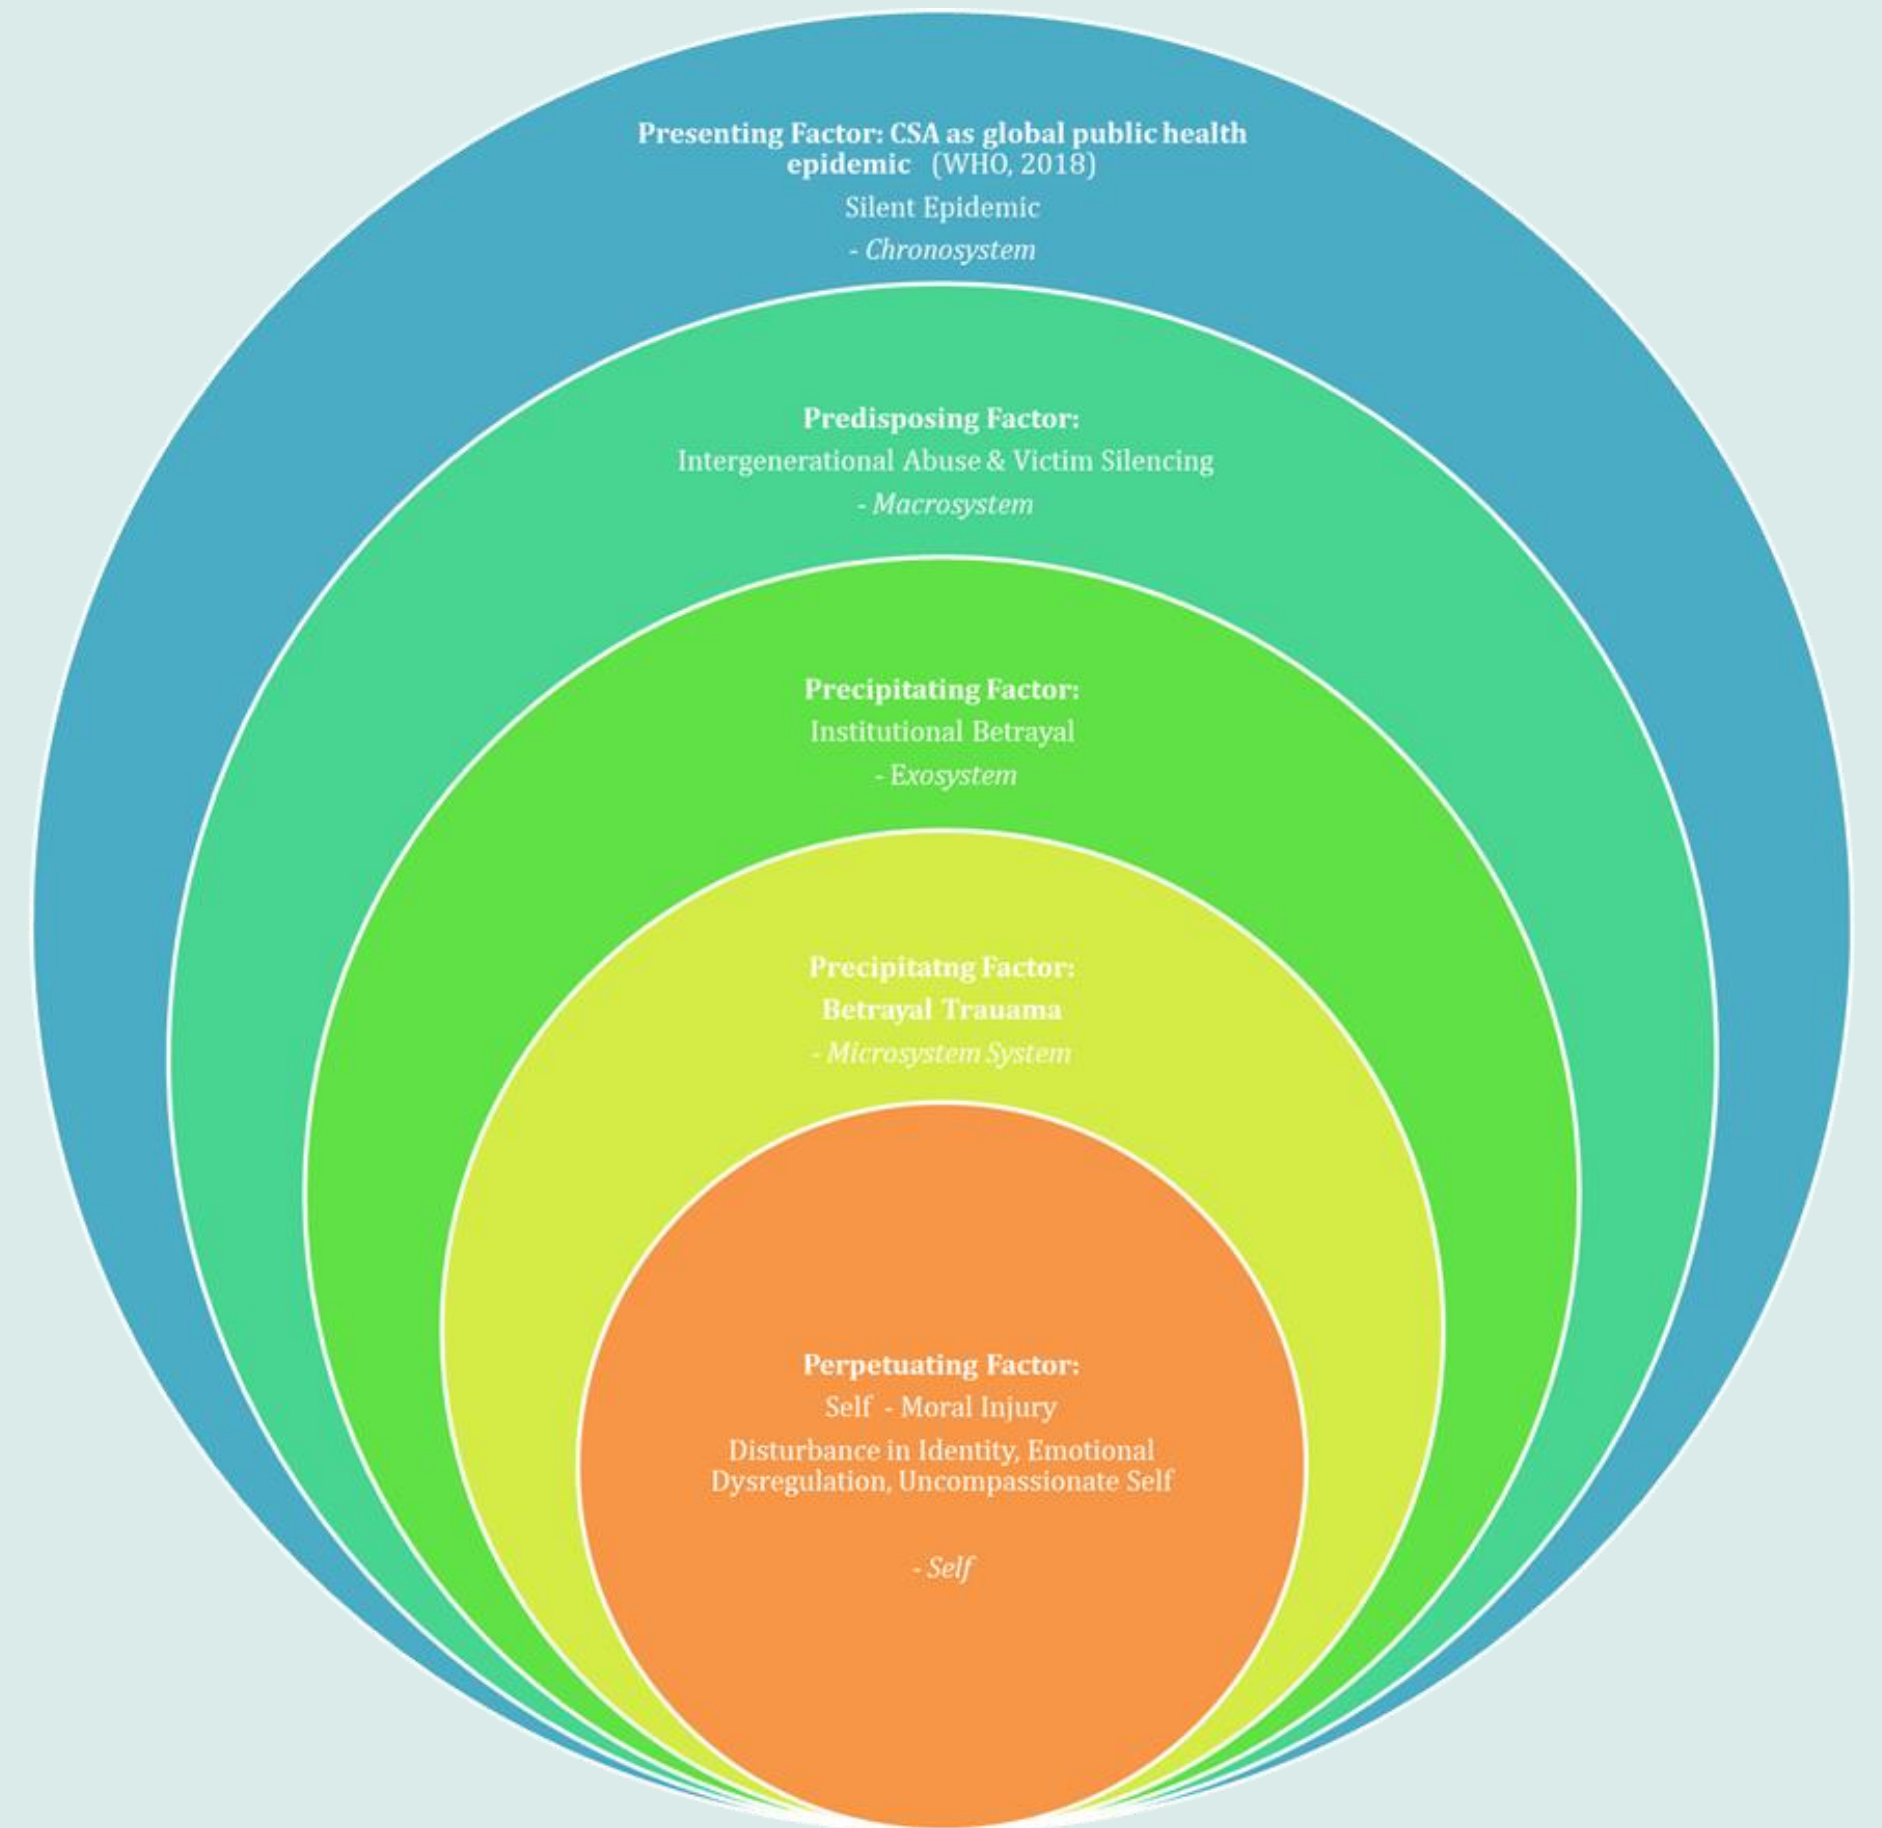 Presenting Factor: CSA as global public health
epidemic (WHO, 2018)
Silent Epidemic
- Chronosystem
Predisposing Factor:
Intergenerational Abuse & Victim Silencing
- Macrosystem
Precipitating Factor:
Institutional Betrayal
- Exosystem
Precipitatng Factor:
Betrayal Trauama
- Microsystem System
Perpetuating Factor:
Self - Moral Injury
Disturbance in Identity, Emotional
Dysregulation, Uncompassionate Self
- Self